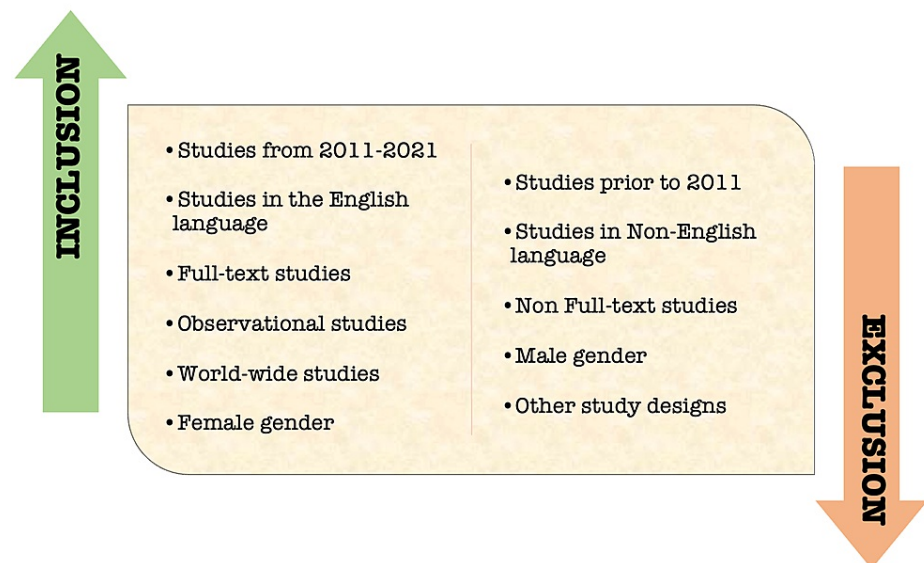 INCLUSION
• Studies from 2011-2021
• Studies in the English
language
• Full-text studies
• Observational studies
• World-wide studies
• Female gender
• Studies prior to 2011
• Studies in Non-English
language
• Non Full-text studies
• Male gender
• Other study designs
EXCLUSION